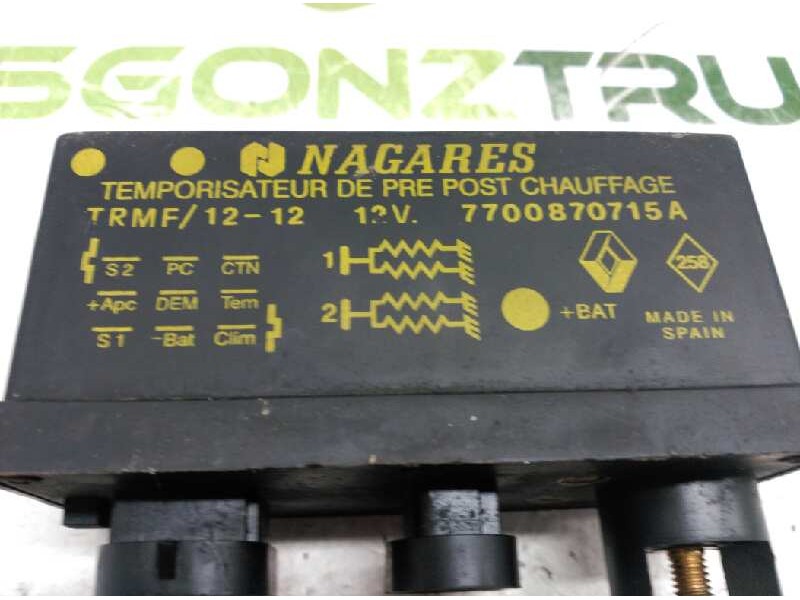 SGONZTRU
NAGARES
TEMPORISATEUR DE PRE POST CHAUFFAGE
TRMF/12-12 12V. 7700870715A
S2 PC CTN
+Apc DEM Tem
S1 -Bat Clim
1
2
+BAT
258
MADE IN
SPAIN